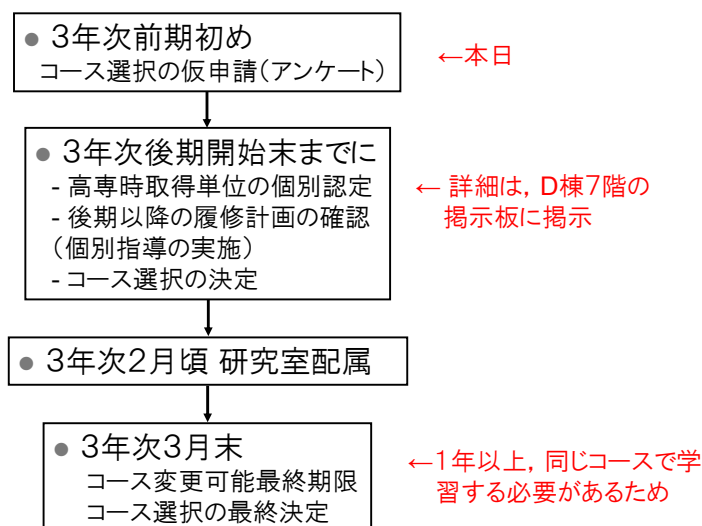 ● 3年次前期初め
コース選択の仮申請(アンケート)
←本日
● 3年次後期開始末までに
- 高専時取得単位の個別認定
- 後期以降の履修計画の確認
(個別指導の実施)
- コース選択の決定
← 詳細は, D棟7階の
掲示板に掲示
● 3年次2月頃 研究室配属
● 3年次3月末
コース変更可能最終期限
コース選択の最終決定
←1年以上, 同じコースで学
習する必要があるため